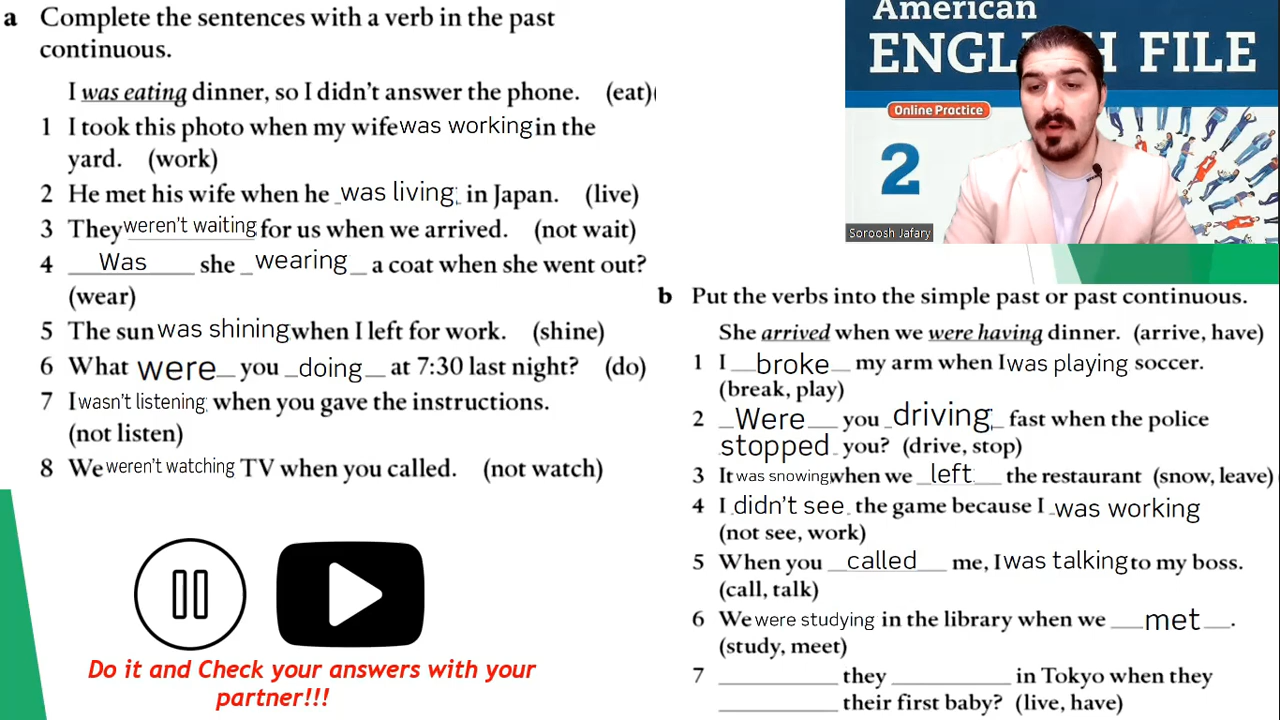 a Complete the sentences with a verb in the past
continuous.
I was eating dinner, so I didn't answer the phone. (eat)
1 I took this photo when my wife was working in the
yard. (work)
2 He met his wife when he was living in Japan. (live)
3 They weren't waiting for us when we arrived. (not wait)
4 Was she wearing a coat when she went out?
(wear)
5 The sun was shining when I left for work. (shine)
6 What were you doing at 7:30 last night? (do)
7 I wasn't listening when you gave the instructions.
(not listen)
8 We weren't watching TV when you called. (not watch)
Do it and Check your answers with your
partner!!!
American
ENGL H FILE
Online Practice
2
Soroosh Jafary
b Put the verbs into the simple past or past continuous.
She arrived when we were having dinner. (arrive, have)
1 I broke my arm when I was playing soccer.
(break, play)
2 Were you driving fast when the police
stopped you? (drive, stop)
3 It was snowing when we left the restaurant (snow, leave)
4 I didn't see the game because I was working
(not see, work)
5 When you called me, I was talking to my boss.
(call, talk)
6 We were studying in the library when we met .
(study, meet)
7 ____ they ____ in Tokyo when they
____ their first baby? (live, have)